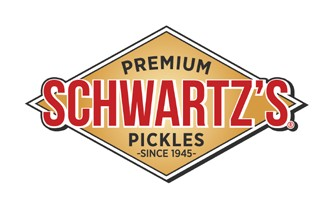 PREMIUM
SCHWARTZ'S®
PICKLES
-SINCE 1945-